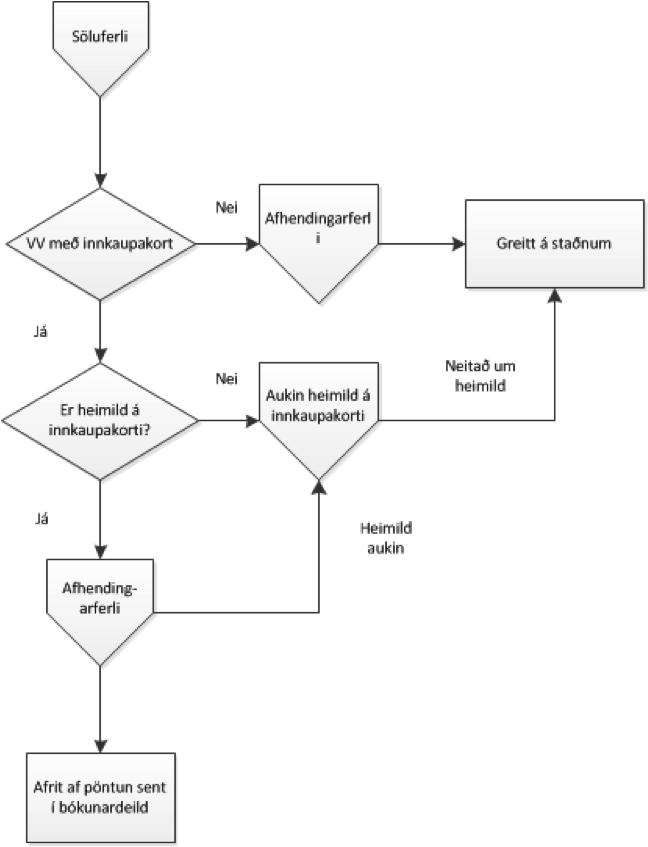 Söluferli
VV með innkaupakort
Nei
Afhendingarferl
i
Greitt á staðnum
Já
Er heimild á
innkaupakorti?
Nei
Aukin heimild á
innkaupakorti
Neitað um
heimild
Já
Heimild
aukin
Afhending-
arferli
Afrit af pöntun sent
í bókunardeild